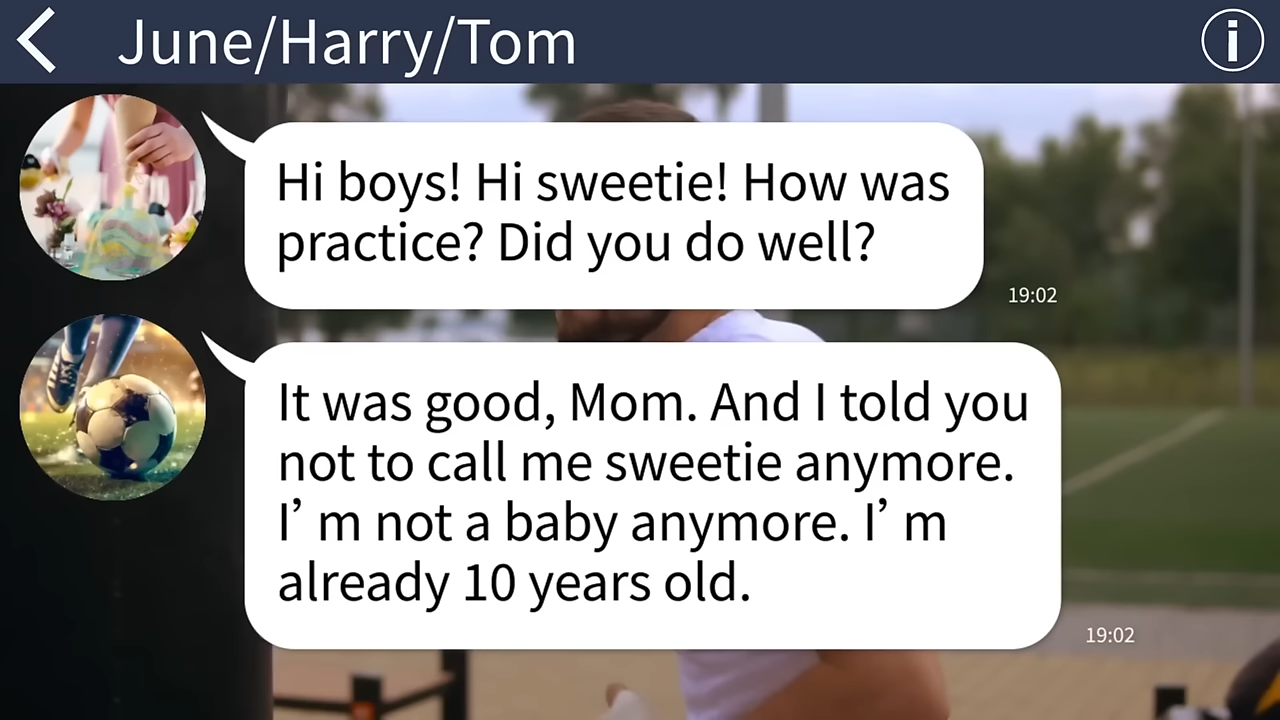 June/Harry/Tom
Hi boys! Hi sweetie! How was
practice? Did you do well?
19:02
It was good, Mom. And I told you
not to call me sweetie anymore.
I’ m not a baby anymore. I’ m
already 10 years old.
19:02